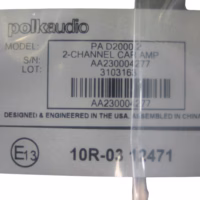 polkaudio
MODEL: PA D2000.2
2-CHANNEL CAR AMP
S/N: AA230004277
LOT: 3103163
AA230004277
DESIGNED & ENGINEERED IN THE USA. ASSEMBLED IN CHINA
E13 10R-03 12471